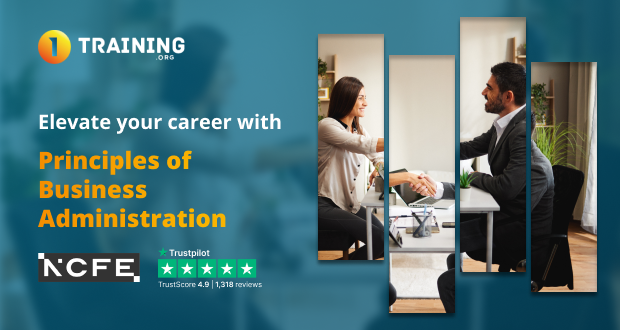 1 TRAINING
.ORG
Elevate your career with
Principles of
Business
Administration
NCFE
Trustpilot
TrustScore 4.9 | 1,318 reviews